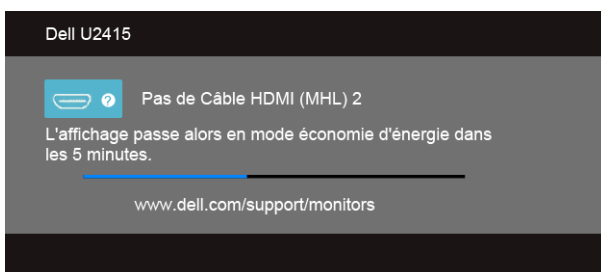 Dell U2415
? Pas de Câble HDMI (MHL) 2
L'affichage passe alors en mode économie d'énergie dans
les 5 minutes.
www.dell.com/support/monitors